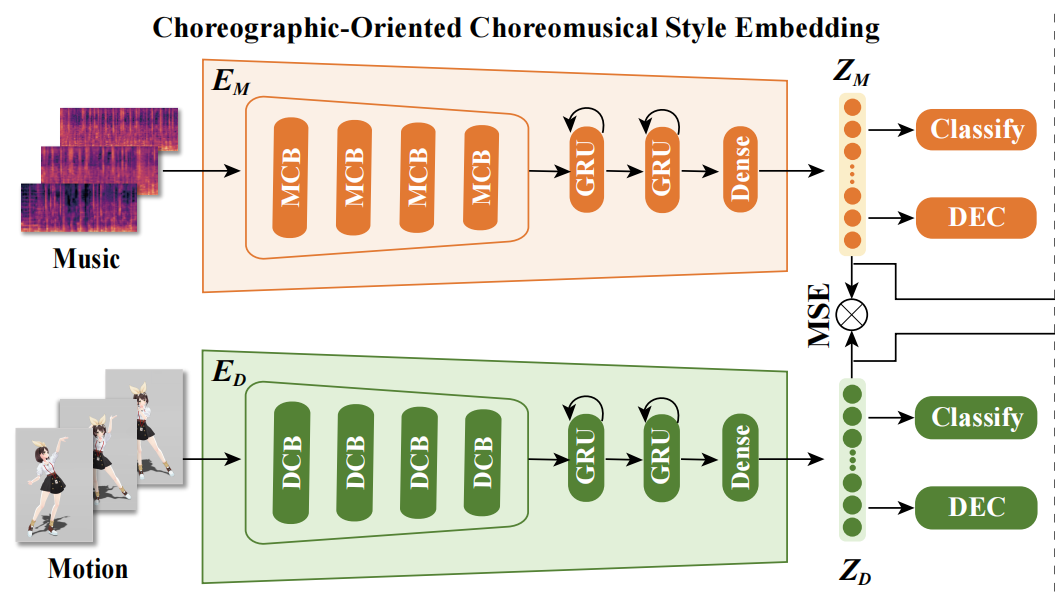 Choreographic-Oriented Choreomusical Style Embedding
E_M
MCB
MCB
MCB
MCB
GRU
GRU
Dense
Z_M
Classify
DEC
Music
MSE
E_D
DCB
DCB
DCB
DCB
GRU
GRU
Dense
Classify
DEC
Motion
Z_D